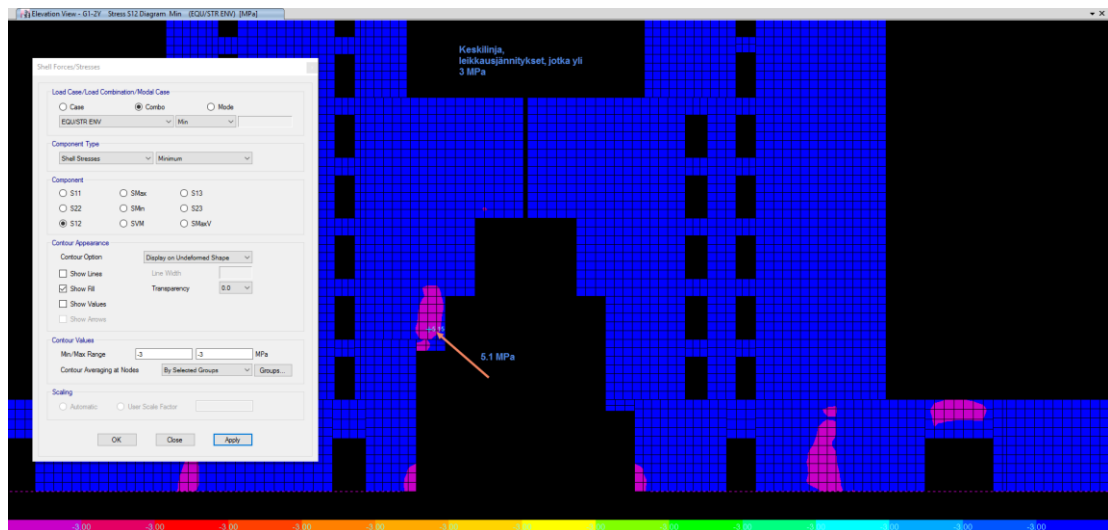 Elevation View - G1-2Y Stress S12 Diagram Min (EQU/STR ENV) [MPa]
Keskilinja,
leikkausjännitykset, jotka yli
3 MPa
Shell Forces/Stresses
Load Case/Load Combination/Modal Case
Case Combo Mode
EQU/STR ENV Min
Component Type
Shell Stresses Minimum
Component
S11 SMax S13
S22 SMin S23
S12 SVM SMaxV
Contour Appearance
Contour Option Display on Undeformed Shape
Show Lines Line Width
Show Fill Transparency 0.0
Show Values
Show Arrows
Contour Values
Min/Max Range -3 -3 MPa
Contour Averaging at Nodes By Selected Groups Groups...
Scaling
Automatic User Scale Factor
OK Close Apply
5.1 MPa
-3.00 -3.00 -3.00 -3.00 -3.00 -3.00 -3.00 -3.00 -3.00 -3.00 -3.00 -3.00